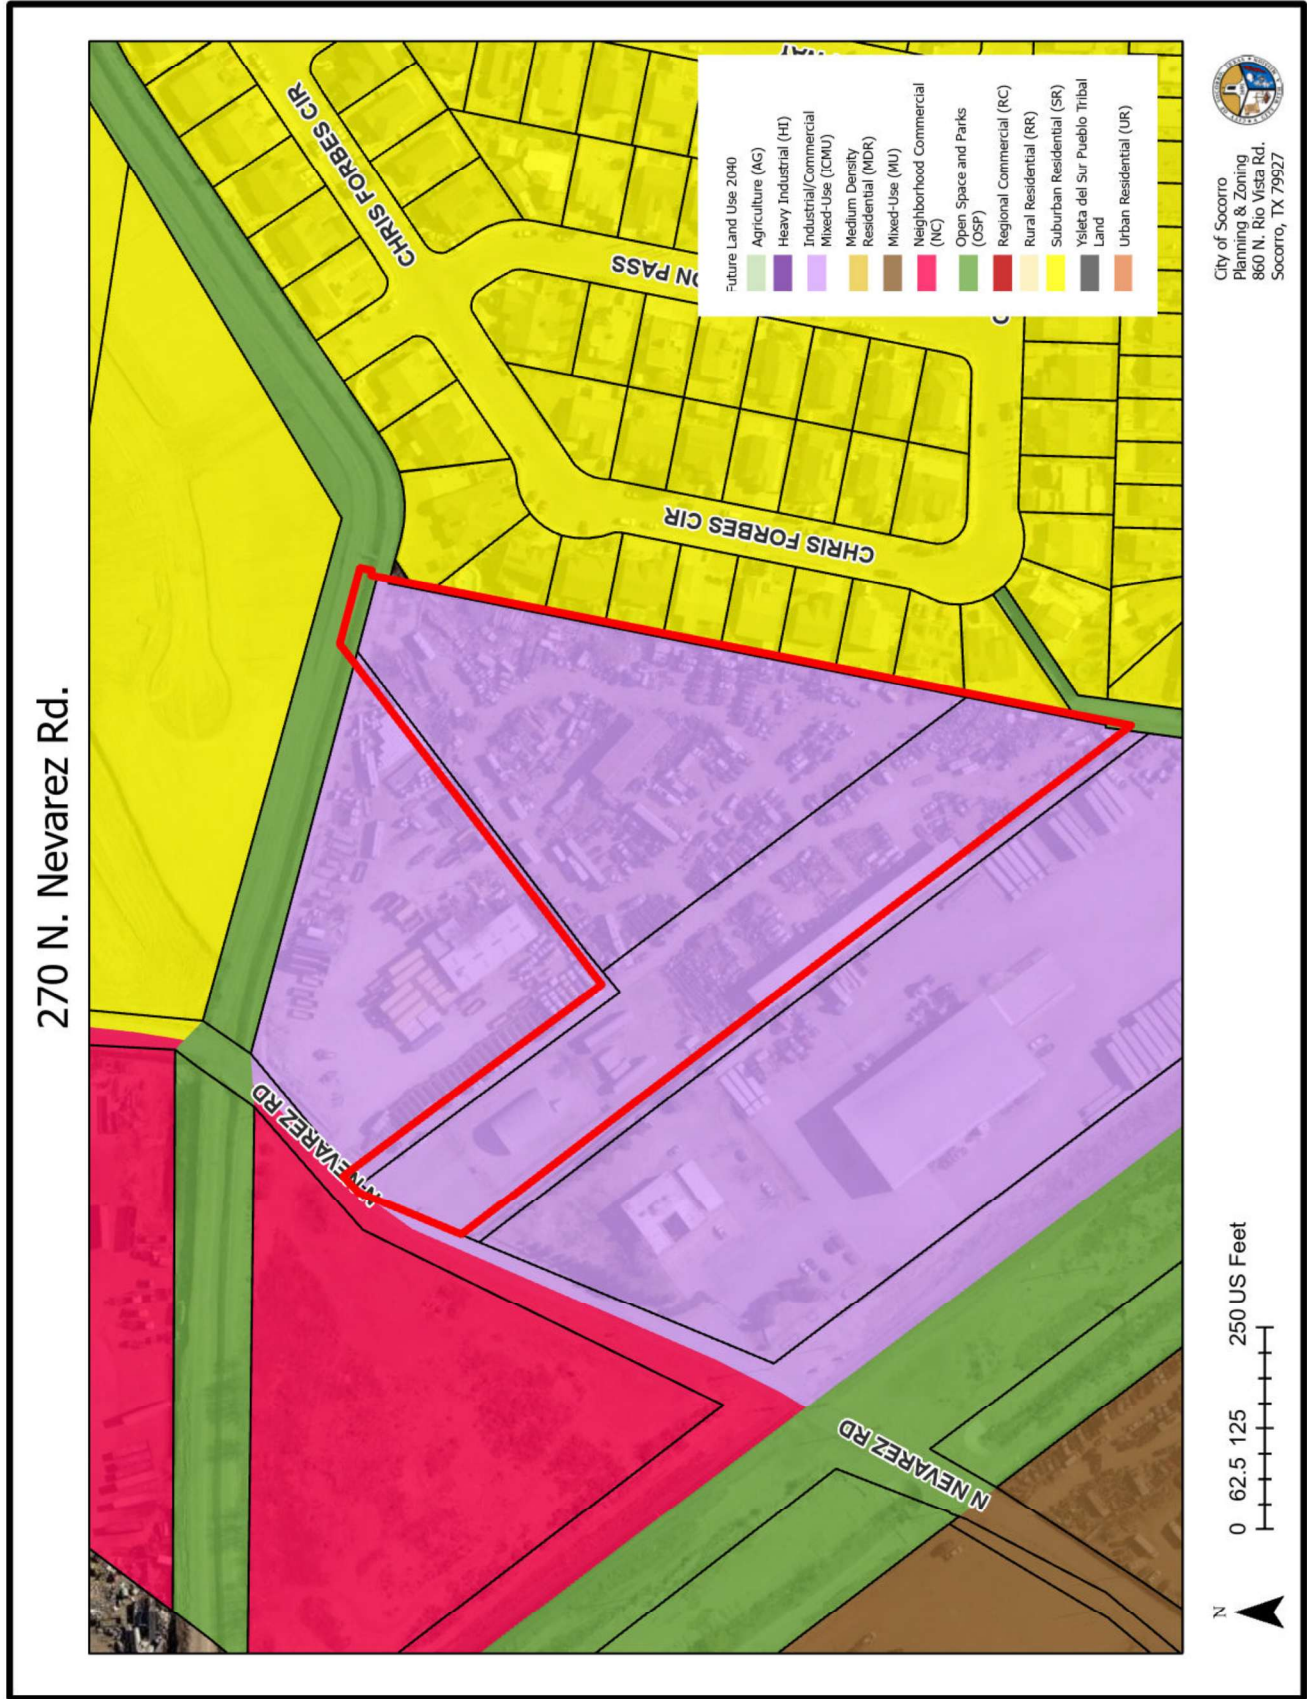 270 N. Nevarez Rd.
CHRIS FORBES CIR
CHRIS FORBES CIR
ON PASS
CHRIS FORBES CIR
N NEVAREZ RD
N NEVAREZ RD
Future Land Use 2040
Agriculture (AG)
Heavy Industrial (HI)
Industrial/Commercial
Mixed-Use (ICMU)
Medium Density
Residential (MDR)
Mixed-Use (MU)
Neighborhood Commercial
(NC)
Open Space and Parks
(OSP)
Regional Commercial (RC)
Rural Residential (RR)
Suburban Residential (SR)
Ysleta del Sur Pueblo Tribal
Land
Urban Residential (UR)
N
0 62.5 125 250 US Feet
City of Socorro
Planning & Zoning
860 N. Rio Vista Rd.
Socorro, TX 79927